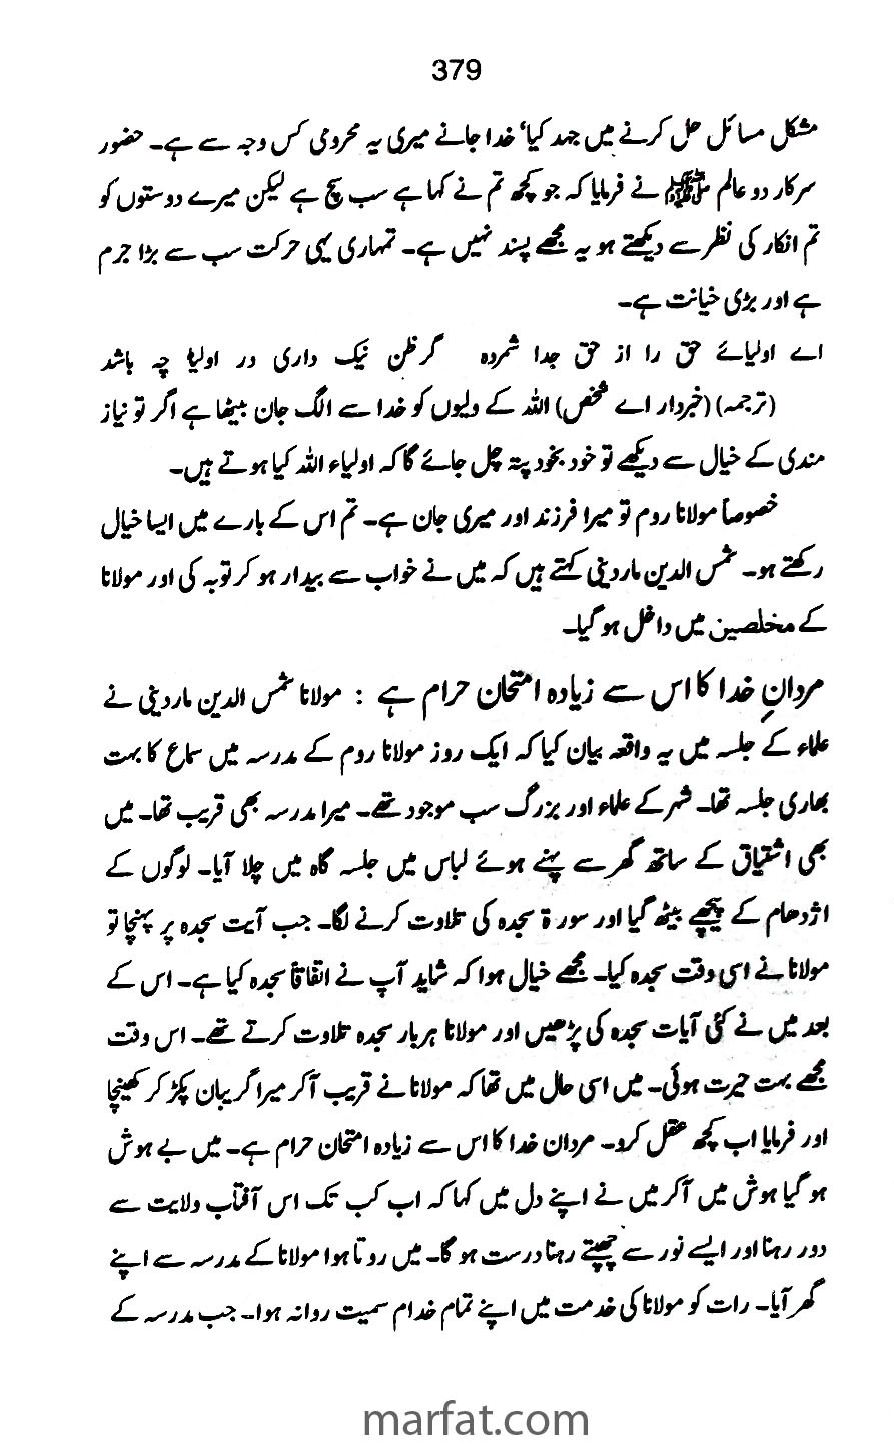 379
مشکل مسائل حل کرنے میں جہد کیا‘ خدا جانے میری یہ محرومی کس وجہ سے ہے۔ حضور
سرکار دو عالم ﷺ نے فرمایا کہ جو کچھ تم نے کہا ہے سب سچ ہے لیکن میرے دوستوں کو
تم انکار کی نظر سے دیکھتے ہو یہ مجھے پسند نہیں ہے۔ تمہاری یہی حرکت سب سے بڑا جرم
ہے اور بڑی خیانت ہے۔
اے اولیائے حق را از حق جدا شمردہ گر ظن نیک داری در اولیا چہ باشد
(ترجمہ) (خبردار اے شخص) اللہ کے ولیوں کو خدا سے الگ جان بیٹھا ہے اگر تو نیاز
مندی کے خیال سے دیکھے تو خود بخود پتہ چل جائے گا کہ اولیاء اللہ کیا ہوتے ہیں۔
خصوصاً مولانا روم تو میرا فرزند اور میری جان ہے۔ تم اس کے بارے میں ایسا خیال
رکھتے ہو۔ شمس الدین ماردینی کہتے ہیں کہ میں نے خواب سے بیدار ہو کر توبہ کی اور مولانا
کے مخلصین میں داخل ہو گیا۔
مردانِ خدا کا اس سے زیادہ امتحان حرام ہے : مولانا شمس الدین ماردینی نے
علماء کے جلسہ میں یہ واقعہ بیان کیا کہ ایک روز مولانا روم کے مدرسہ میں سماع کا بہت
بھاری جلسہ تھا۔ شہر کے علماء اور بزرگ سب موجود تھے۔ میرا مدرسہ بھی قریب تھا۔ میں
بھی اشتیاق کے ساتھ گھر سے پہنے ہوئے لباس میں جلسہ گاہ میں چلا آیا۔ لوگوں کے
اژدھام کے پیچھے بیٹھ گیا اور سورۃ سجدہ کی تلاوت کرنے لگا۔ جب آیت سجدہ پر پہنچا تو
مولانا نے اسی وقت سجدہ کیا۔ مجھے خیال ہوا کہ شاید آپ نے اتفاقاً سجدہ کیا ہے۔ اس کے
بعد میں نے کئی آیات سجدہ کی پڑھیں اور مولانا ہر بار سجدہ تلاوت کرتے تھے۔ اس وقت
مجھے بہت حیرت ہوئی۔ میں اسی حال میں تھا کہ مولانا نے قریب آ کر میرا گریبان پکڑ کر کھینچا
اور فرمایا اب کچھ عقل کرو۔ مردان خدا کا اس سے زیادہ امتحان حرام ہے۔ میں بے ہوش
ہو گیا ہوش میں آ کر میں نے اپنے دل میں کہا کہ اب کب تک اس آفتاب ولایت سے
دور رہنا اور ایسے نور سے چھپتے رہنا درست ہو گا۔ میں روتا ہوا مولانا کے مدرسہ سے اپنے
گھر آیا۔ رات کو مولانا کی خدمت میں اپنے تمام خدام سمیت روانہ ہوا۔ جب مدرسہ کے
marfat.com